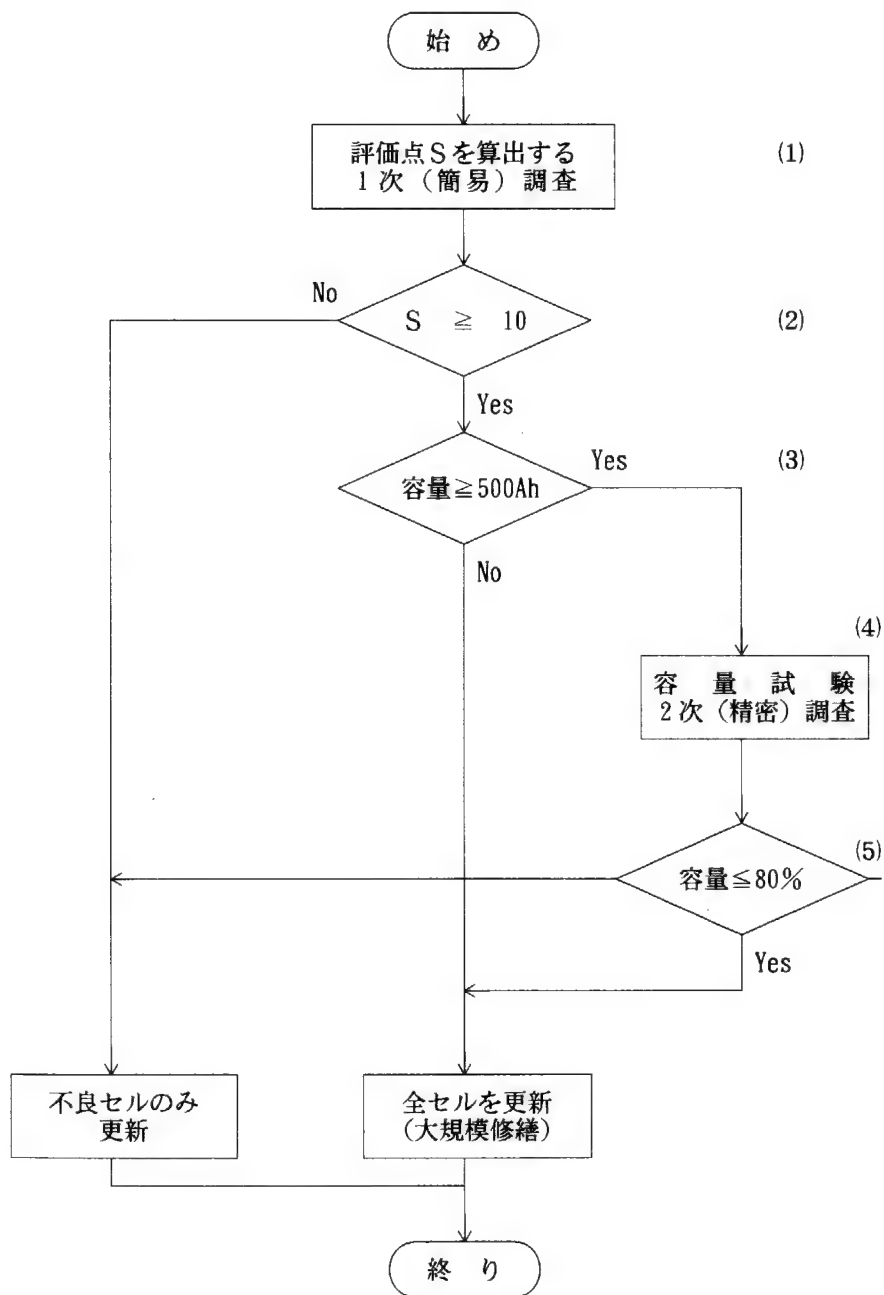 始 め
評価点Sを算出する
1次（簡易）調査
(1)
No
S ≧ 10
(2)
Yes
容量≧500Ah
Yes
(3)
No
(4)
容 量 試 験
2次（精密）調査
容量≦80%
(5)
Yes
不良セルのみ
更新
全セルを更新
（大規模修繕）
終 り